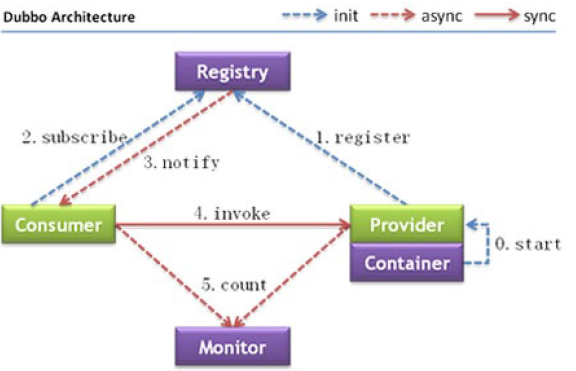 Dubbo Architecture
init
async
sync
Registry
2. subscribe
1. register
3. notify
Consumer
4. invoke
Provider
0. start
Container
5. count
Monitor